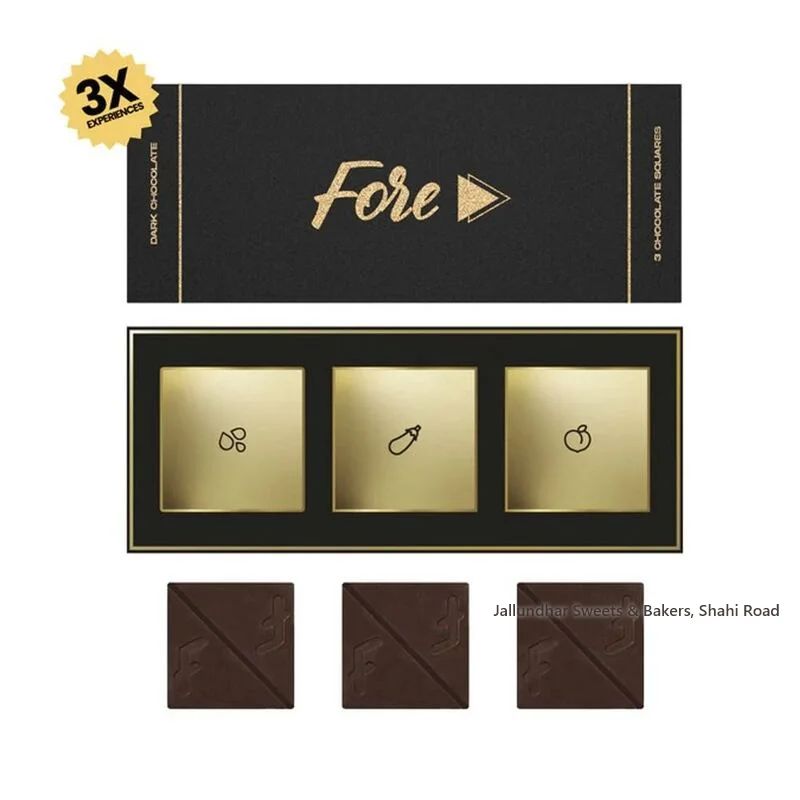 3X
EXPERIENCES
DARK CHOCOLATE
Fore
3 CHOCOLATE SQUARES
Jallundhar Sweets & Bakers, Shahi Road
F F
F F
F F